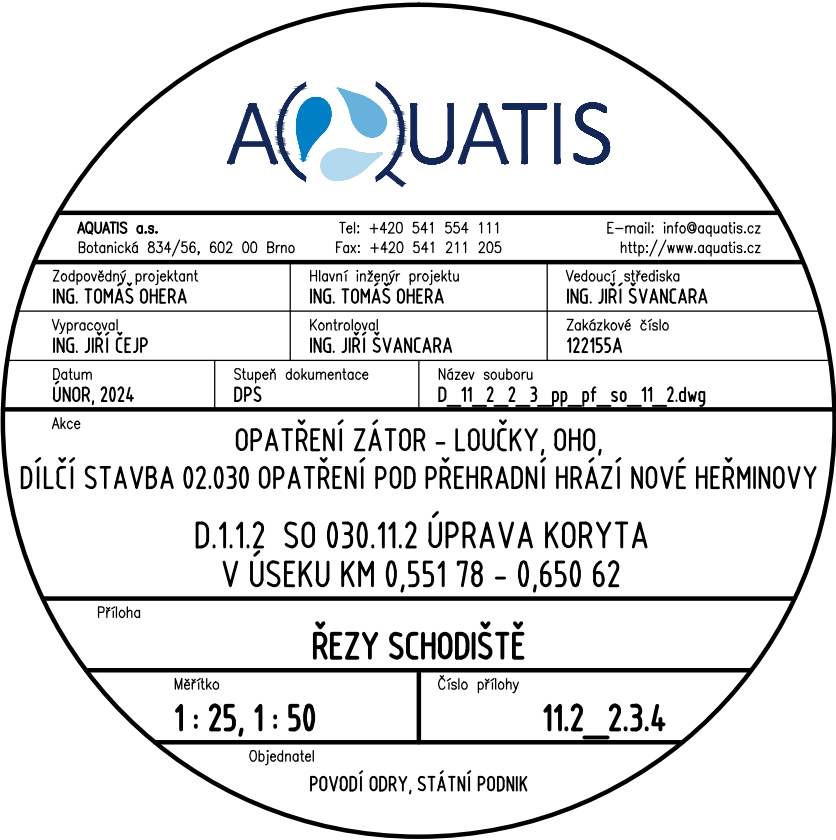 AQUATIS
AQUATIS a.s. Tel: +420 541 554 111 E-mail: info@aquatis.cz
Botanická 834/56, 602 00 Brno Fax: +420 541 211 205 http://www.aquatis.cz
Zodpovědný projektant Hlavní inženýr projektu Vedoucí střediska
ING. TOMÁŠ OHERA ING. TOMÁŠ OHERA ING. JIŘÍ ŠVANCARA
Vypracoval Kontroloval Zakázkové číslo
ING. JIŘÍ ČEJP ING. JIŘÍ ŠVANCARA 122155A
Datum Stupeň dokumentace Název souboru
ÚNOR, 2024 DPS D_11_2_2_3_pp_pf_so_11_2.dwg
Akce
OPATŘENÍ ZÁTOR - LOUČKY, OHO,
DÍLČÍ STAVBA 02.030 OPATŘENÍ POD PŘEHRADNÍ HRÁZÍ NOVÉ HEŘMINOVY
D.1.1.2 SO 030.11.2 ÚPRAVA KORYTA
V ÚSEKU KM 0,551 78 - 0,650 62
Příloha
ŘEZY SCHODIŠTĚ
Měřítko Číslo přílohy
1 : 25, 1 : 50 11.2_2.3.4
Objednatel
POVODÍ ODRY, STÁTNÍ PODNIK